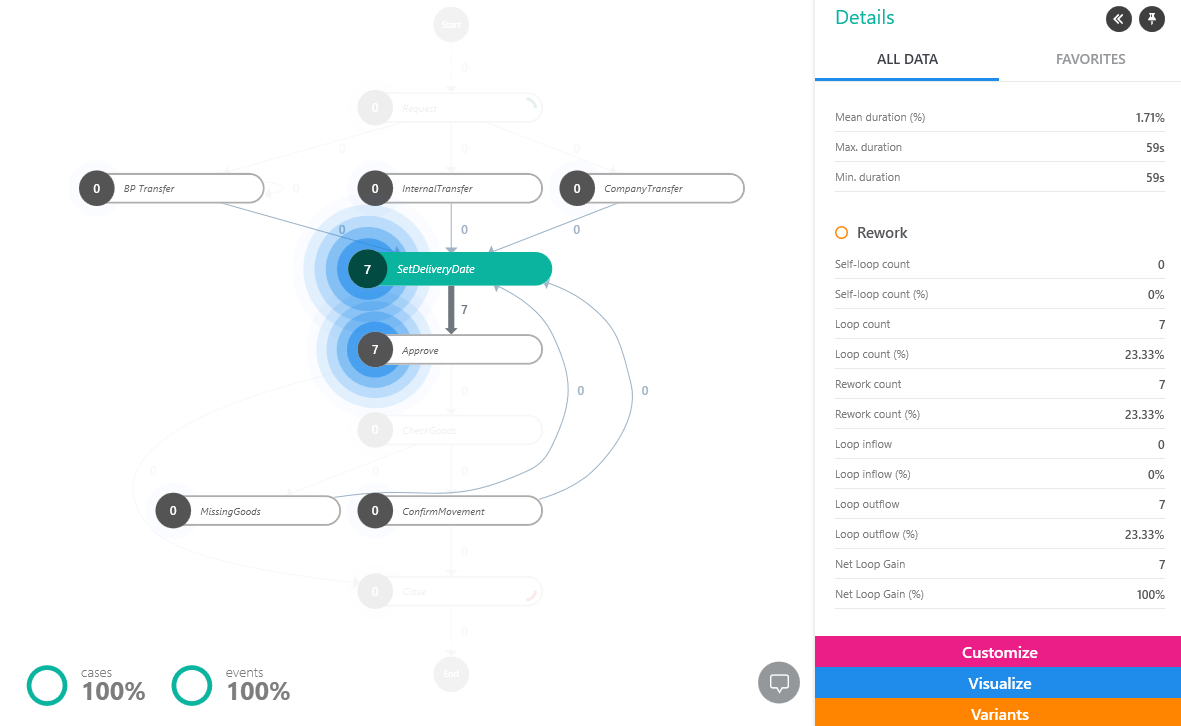 Start
0
0 Request
0 0 0
0 BP Transfer 0
0 InternalTransfer
0 CompanyTransfer
0 0 0
7 SetDeliveryDate
7
7 Approve
0
0 0
0 CheckGoods
0 0 0
0 MissingGoods
0 ConfirmMovement
0
0 Close
0
End
cases
100%
events
100%
Details
ALL DATA FAVORITES
Mean duration (%) 1.71%
Max. duration 59s
Min. duration 59s
Rework
Self-loop count 0
Self-loop count (%) 0%
Loop count 7
Loop count (%) 23.33%
Rework count 7
Rework count (%) 23.33%
Loop inflow 0
Loop inflow (%) 0%
Loop outflow 7
Loop outflow (%) 23.33%
Net Loop Gain 7
Net Loop Gain (%) 100%
Customize
Visualize
Variants